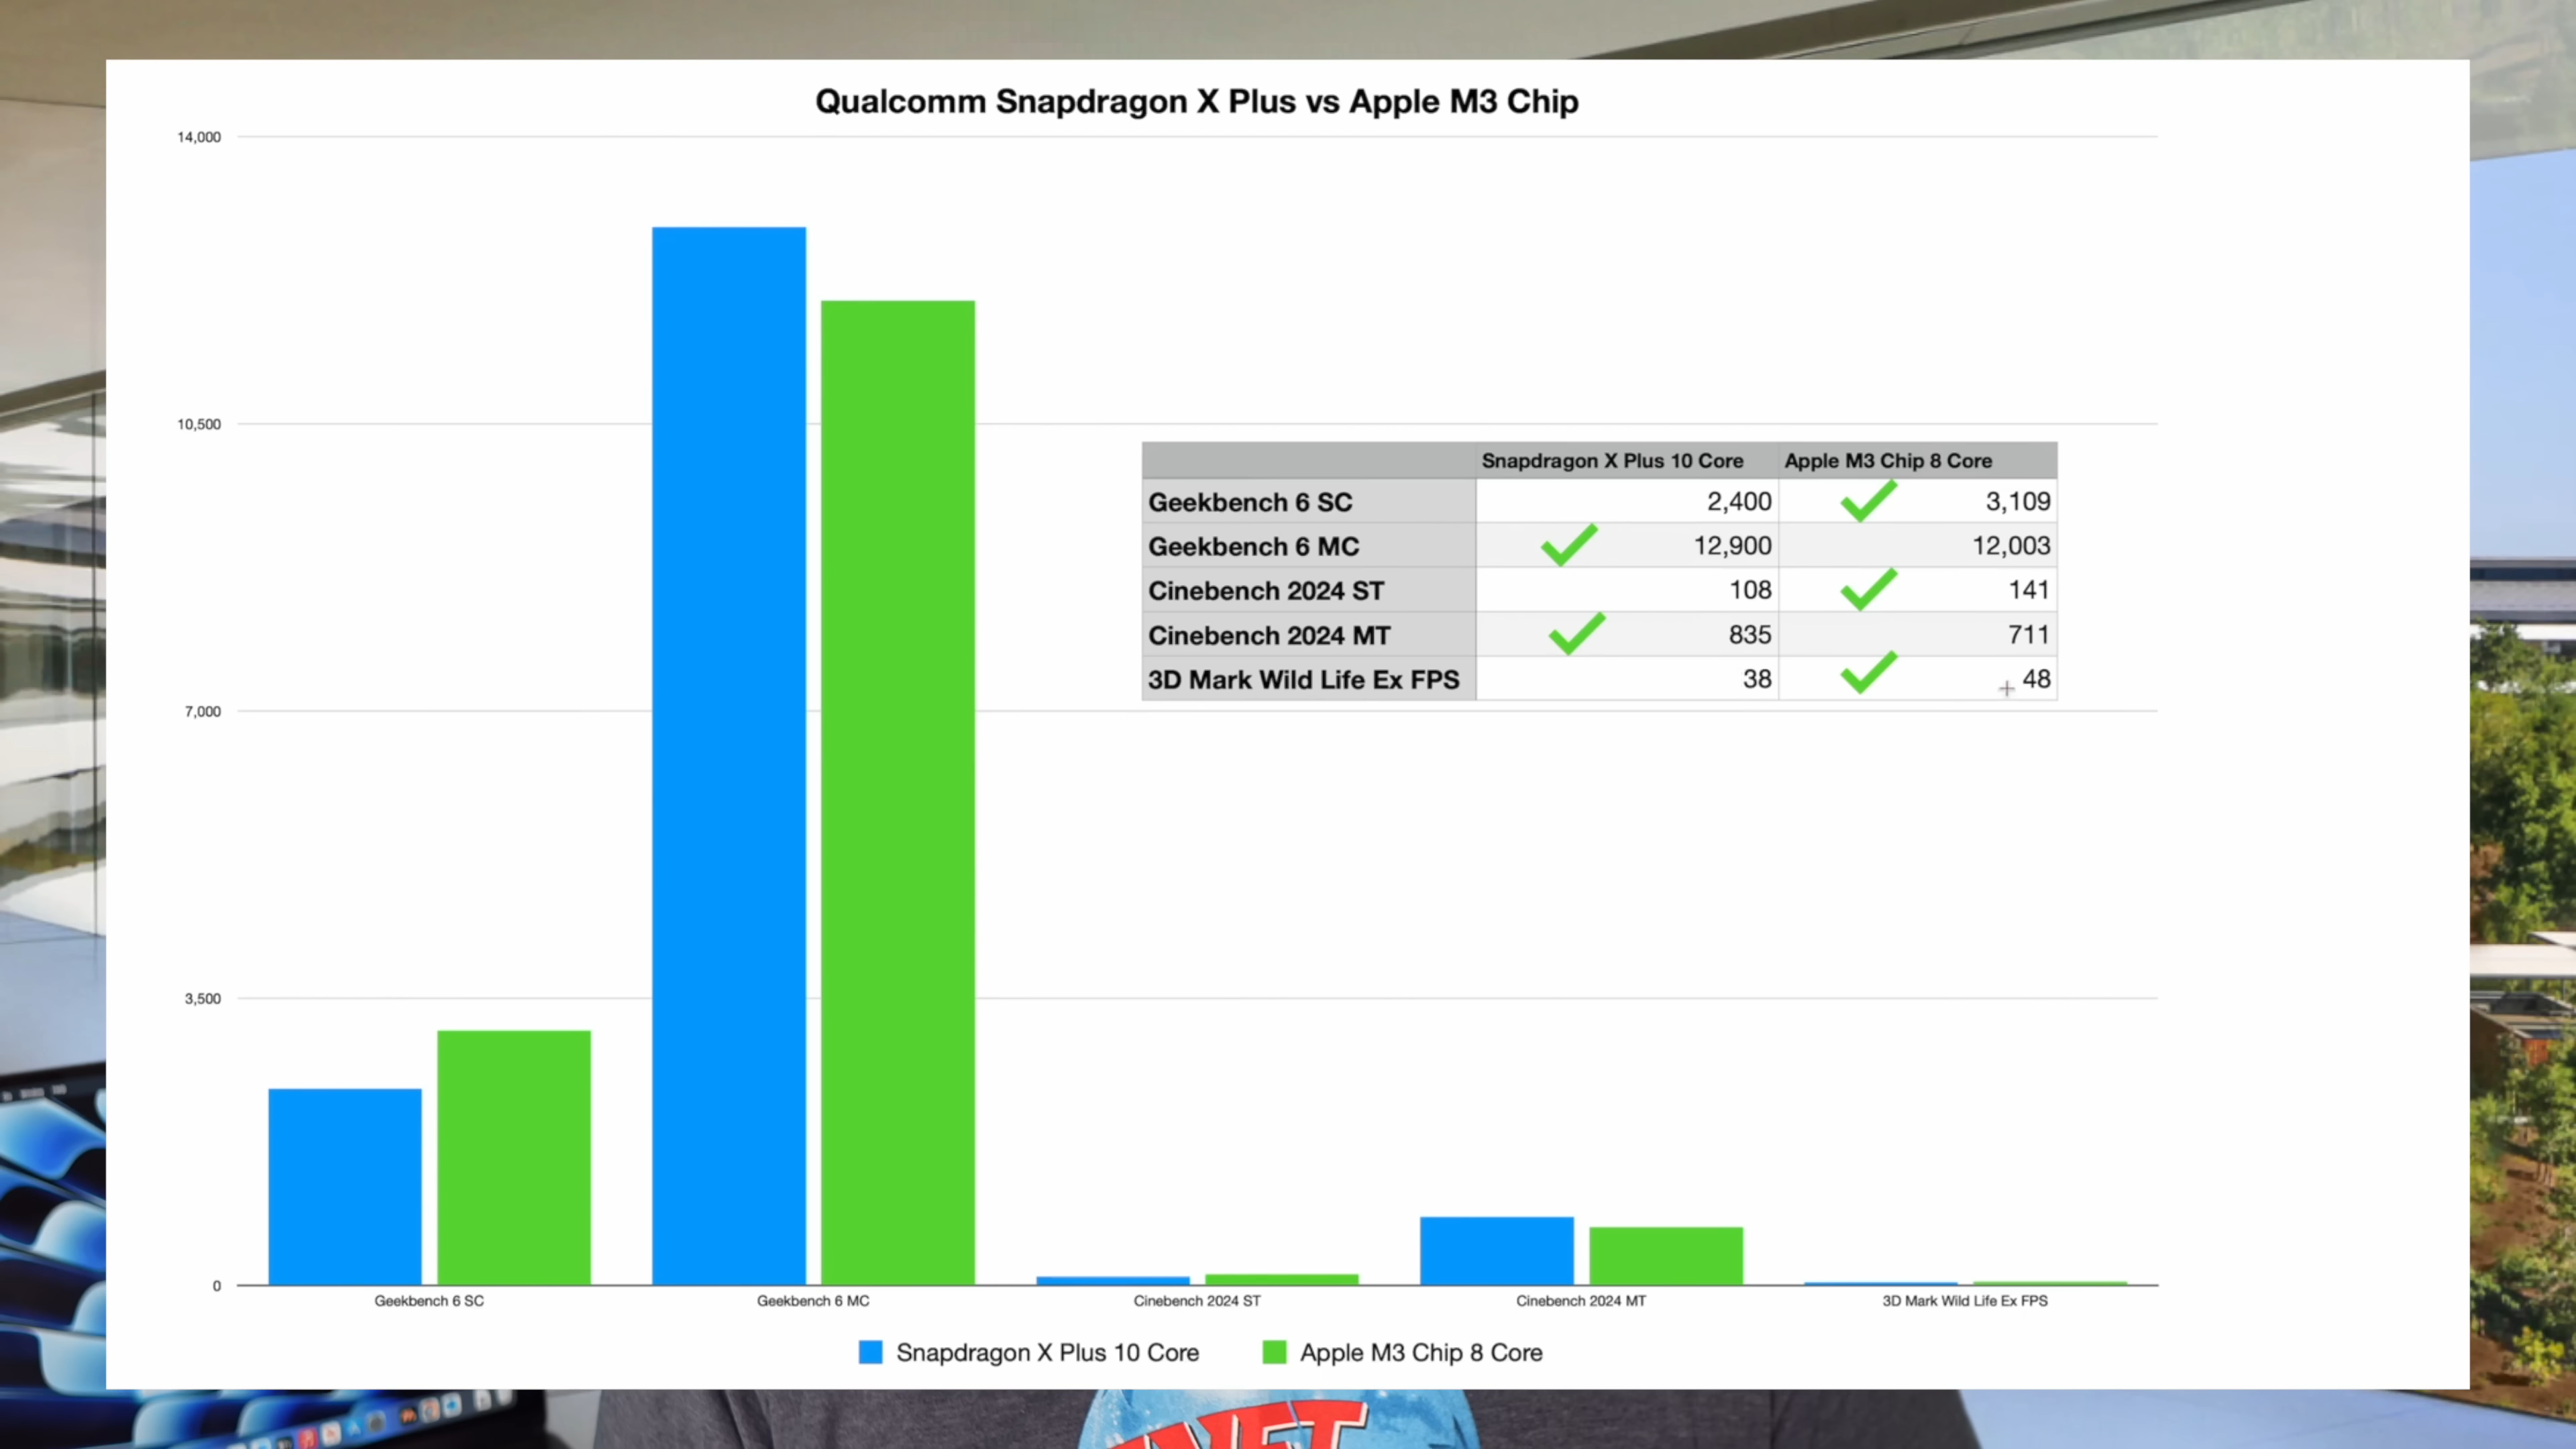 Qualcomm Snapdragon X Plus vs Apple M3 Chip
14,000
10,500
7,000
3,500
0
Snapdragon X Plus 10 Core Apple M3 Chip 8 Core
Geekbench 6 SC 2,400 3,109
Geekbench 6 MC 12,900 12,003
Cinebench 2024 ST 108 141
Cinebench 2024 MT 835 711
3D Mark Wild Life Ex FPS 38 48
Geekbench 6 SC Geekbench 6 MC Cinebench 2024 ST Cinebench 2024 MT 3D Mark Wild Life Ex FPS
Snapdragon X Plus 10 Core Apple M3 Chip 8 Core